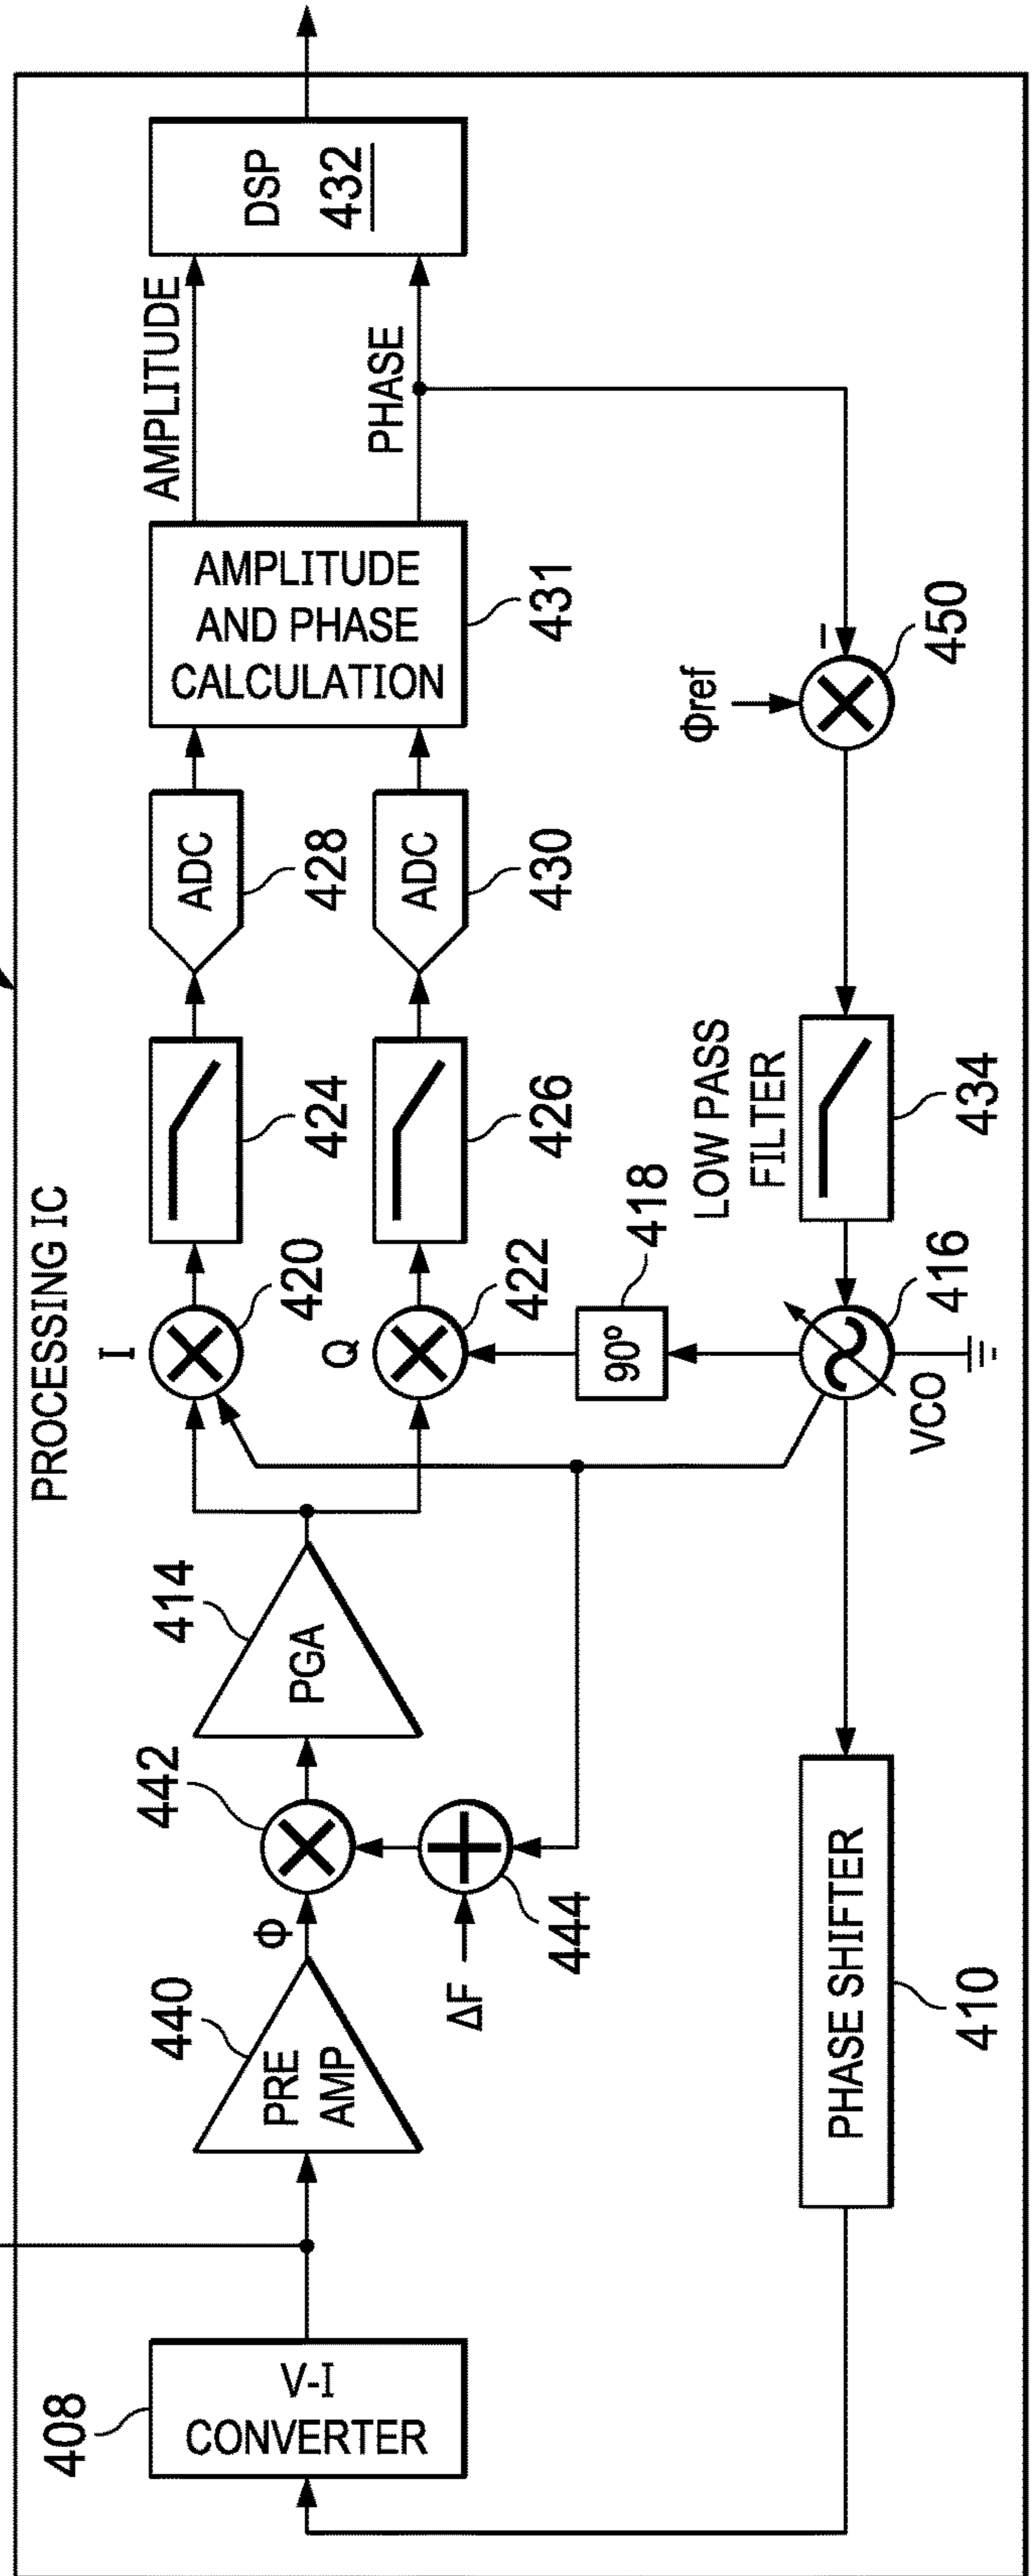 PROCESSING IC
408
V-I
CONVERTER
440
PRE
AMP
Φ
442
ΔF
444
414
PGA
I
420
Q
422
424
426
ADC
428
ADC
430
AMPLITUDE
AND PHASE
CALCULATION
431
AMPLITUDE
PHASE
DSP
432
PHASE SHIFTER
410
VCO
416
90°
418
LOW PASS
FILTER
434
Φref
–
450